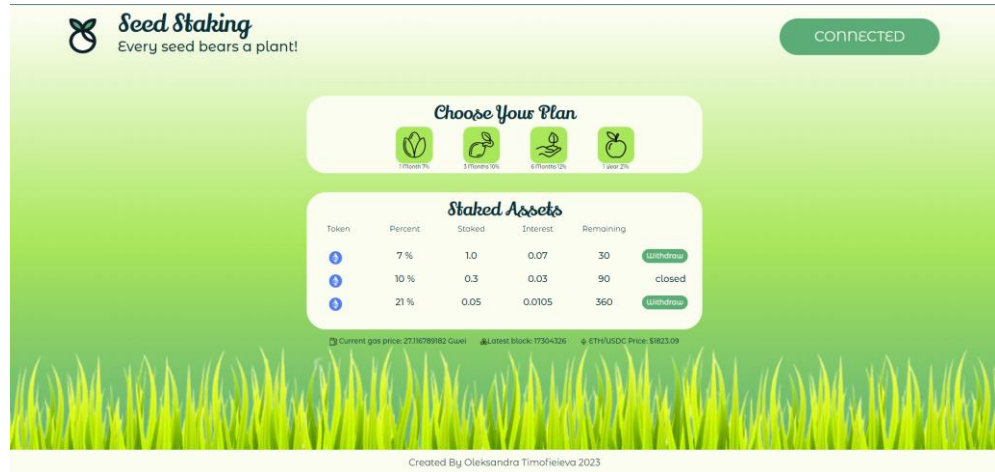 Seed Staking
Every seed bears a plant!
CONNECTED
Choose Your Plan
1 Month 7% 3 Months 10% 6 Months 12% 1 year 21%
Staked Assets
Token Percent Staked Interest Remaining
7 % 1.0 0.07 30 Withdraw
10 % 0.3 0.03 90 closed
21 % 0.05 0.0105 360 Withdraw
Current gas price: 27.116789182 Gwei Latest block: 17304326 ETH/USDC Price: $1823.09
Created By Oleksandra Timofieieva 2023